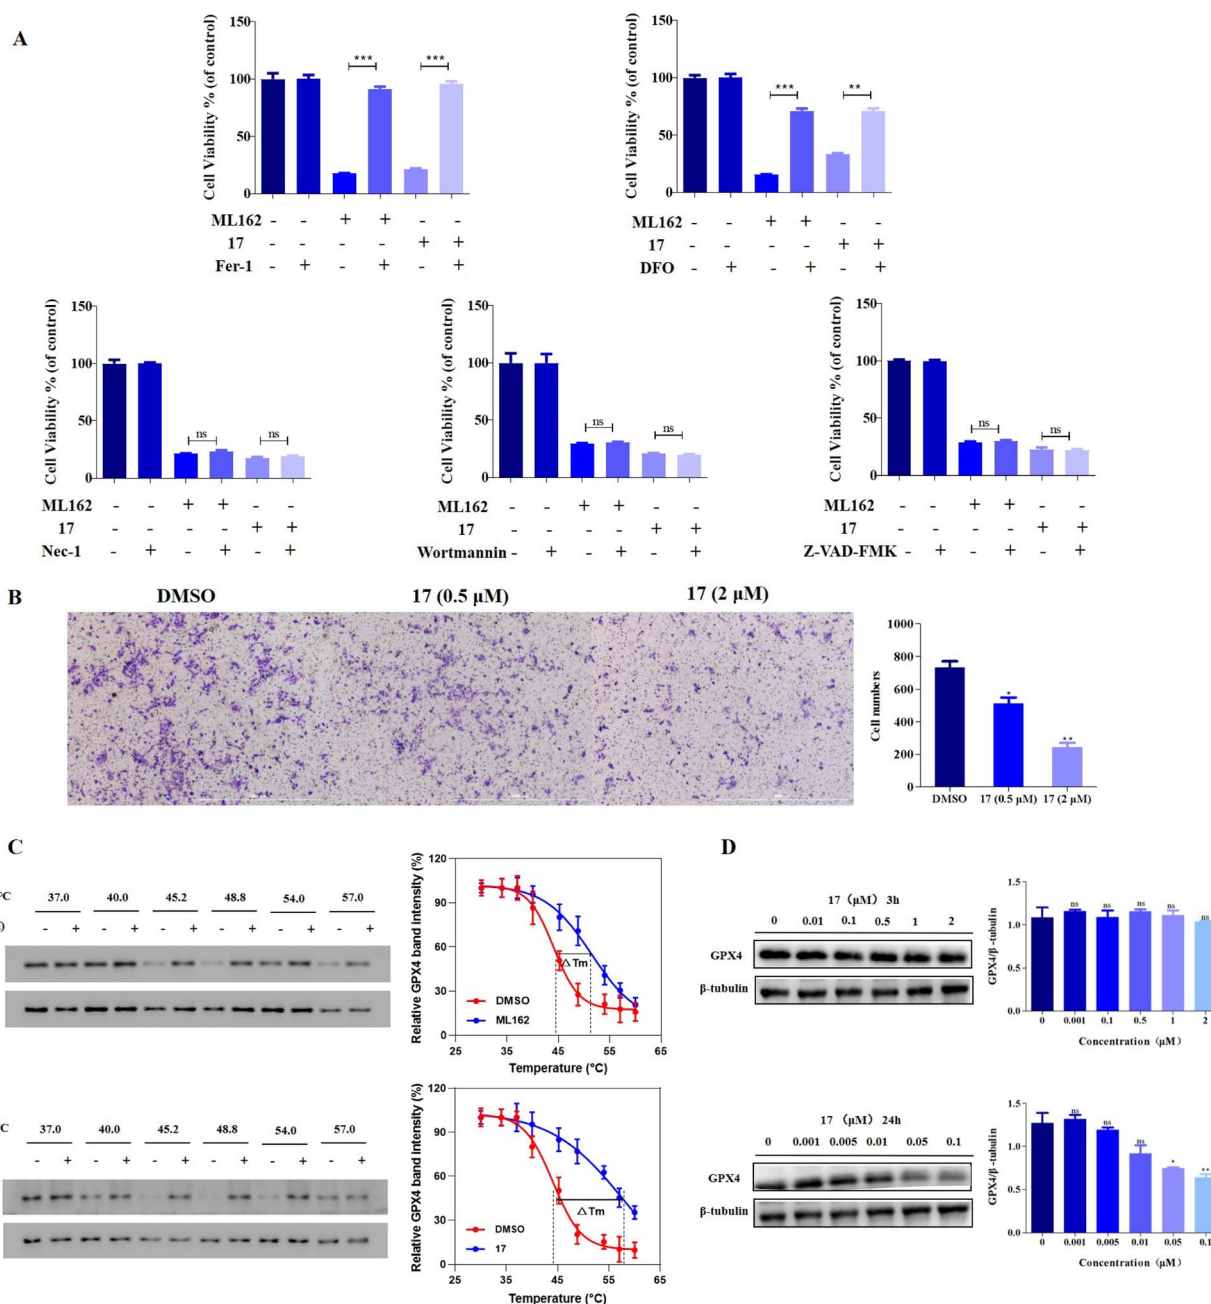 A
150
100
50
0
Cell Viability % (of control)
***
***
ML162 - - + + - -
17 - - - - + +
Fer-1 - + - + - +
150
100
50
0
Cell Viability % (of control)
***
**
ML162 - - + + - -
17 - - - - + +
DFO - + - + - +
150
100
50
0
Cell Viability % (of control)
ns
ns
ML162 - - + + - -
17 - - - - + +
Nec-1 - + - + - +
150
100
50
0
Cell Viability % (of control)
ns
ns
ML162 - - + + - -
17 - - - - + +
Wortmannin - + - + - +
150
100
50
0
Cell Viability % (of control)
ns
ns
ML162 - - + + - -
17 - - - - + +
Z-VAD-FMK - + - + - +
B
DMSO 17 (0.5 μM) 17 (2 μM)
1000
800
600
400
200
0
Cell numbers
*
**
DMSO 17 (0.5 μM) 17 (2 μM)
C
°C 37.0 40.0 45.2 48.8 54.0 57.0
- + - + - + - + - + - +
120
90
60
30
0
Relative GPX4 band intensity (%)
△ Tm
DMSO
ML162
25 35 45 55 65
Temperature (°C)
C 37.0 40.0 45.2 48.8 54.0 57.0
- + - + - + - + - + - +
120
90
60
30
0
Relative GPX4 band intensity (%)
△ Tm
DMSO
17
25 35 45 55 65
Temperature (°C)
D
17 (μM) 3h
0 0.01 0.1 0.5 1 2
GPX4
β-tubulin
1.5
1.0
0.5
0.0
GPX4/β-tubulin
ns ns ns ns ns
0 0.001 0.1 0.5 1 2
Concentration (μM)
17 (μM) 24h
0 0.001 0.005 0.01 0.05 0.1
GPX4
β-tubulin
1.5
1.0
0.5
0.0
GPX4/β-tubulin
ns ns ns * **
0 0.001 0.005 0.01 0.05 0.1
Concentration (μM)